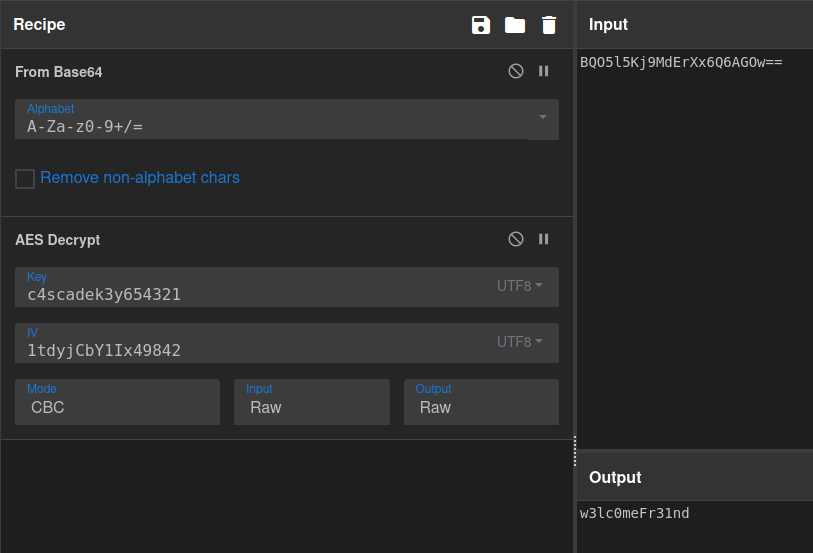 Recipe
From Base64
Alphabet
A-Za-z0-9+/=
Remove non-alphabet chars
AES Decrypt
Key
c4scadek3y654321
UTF8
IV
1tdyjCbY1Ix49842
UTF8
Mode
CBC
Input
Raw
Output
Raw
Input
BQO5l5Kj9MdErXx6Q6AGOw==
Output
w3lc0meFr31nd